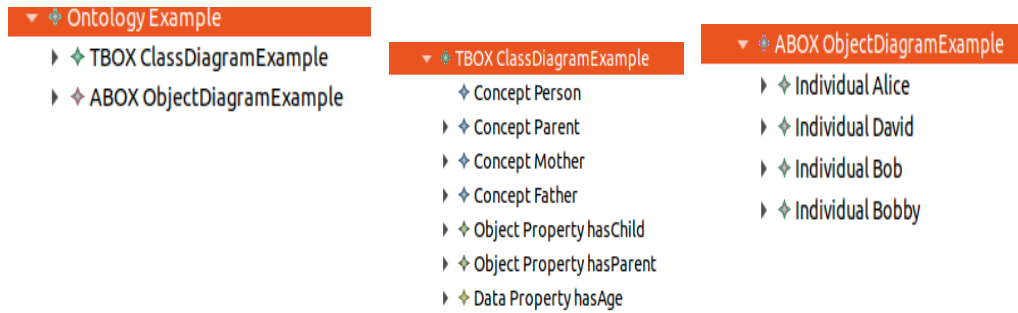 Ontology Example
TBOX ClassDiagramExample
ABOX ObjectDiagramExample
TBOX ClassDiagramExample
Concept Person
Concept Parent
Concept Mother
Concept Father
Object Property hasChild
Object Property hasParent
Data Property hasAge
ABOX ObjectDiagramExample
Individual Alice
Individual David
Individual Bob
Individual Bobby